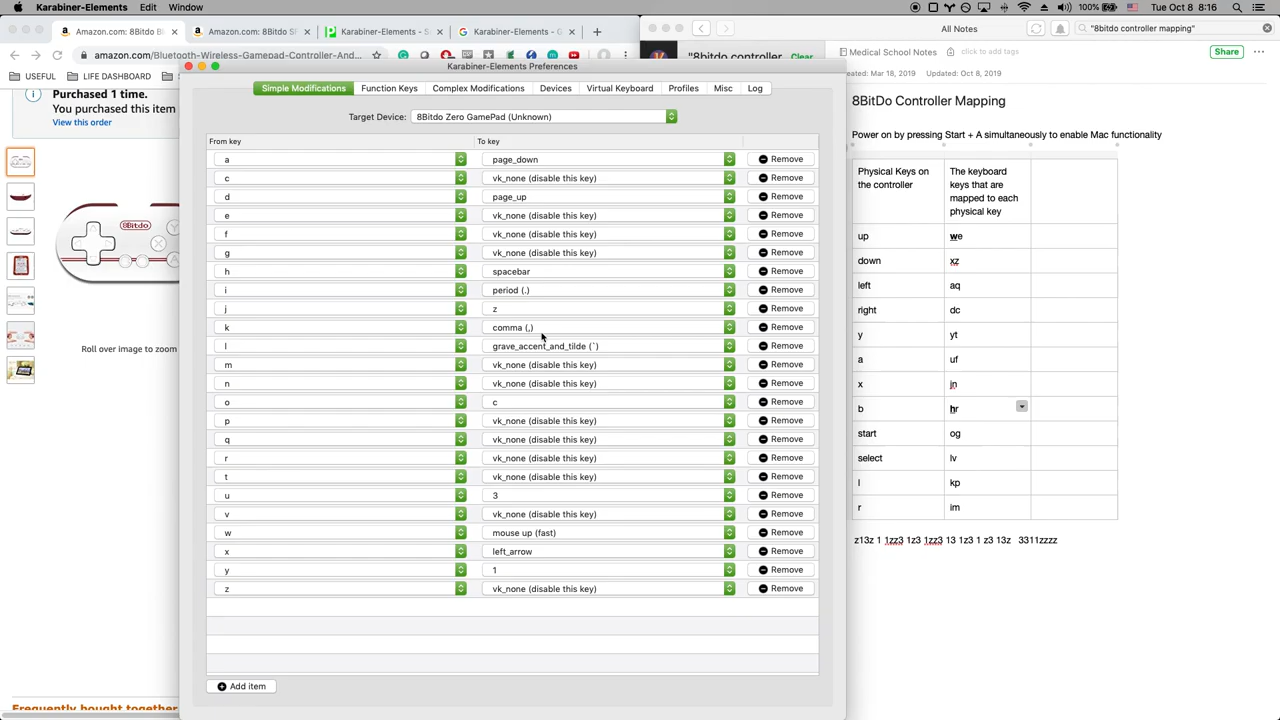 Karabiner-Elements Edit Window
100% Tue Oct 8 8:16
Amazon.com: 8Bitdo Bl
Amazon.com: 8Bitdo SF
Karabiner-Elements - S
Karabiner-Elements - G
amazon.com/Bluetooth-Wireless-Gamepad-Controller-And...
USEFUL LIFE DASHBOARD
Purchased 1 time.
You purchased this item
View this order
8Bitdo
Roll over image to zoom
Frequently bought together
Karabiner-Elements Preferences
Simple Modifications Function Keys Complex Modifications Devices Virtual Keyboard Profiles Misc Log
Target Device: 8Bitdo Zero GamePad (Unknown)
From key To key
a page_down Remove
c vk_none (disable this key) Remove
d page_up Remove
e vk_none (disable this key) Remove
f vk_none (disable this key) Remove
g vk_none (disable this key) Remove
h spacebar Remove
i period (.) Remove
j z Remove
k comma (,) Remove
l grave_accent_and_tilde (`) Remove
m vk_none (disable this key) Remove
n vk_none (disable this key) Remove
o c Remove
p vk_none (disable this key) Remove
q vk_none (disable this key) Remove
r vk_none (disable this key) Remove
t vk_none (disable this key) Remove
u 3 Remove
v vk_none (disable this key) Remove
w mouse up (fast) Remove
x left_arrow Remove
y 1 Remove
z vk_none (disable this key) Remove
Add item
All Notes
"8bitdo controller mapping"
"8bitdo controller Clear
Medical School Notes click to add tags Share
eated: Mar 18, 2019 Updated: Oct 8, 2019
8BitDo Controller Mapping
Power on by pressing Start + A simultaneously to enable Mac functionality
Physical Keys on
the controller
The keyboard
keys that are
mapped to each
physical key
up we
down xz
left aq
right dc
y yt
a uf
x jn
b hr
start og
select lv
l kp
r im
z13z 1 1zz3 1z3 1zz3 13 1z3 1 z3 13z 3311zzzz